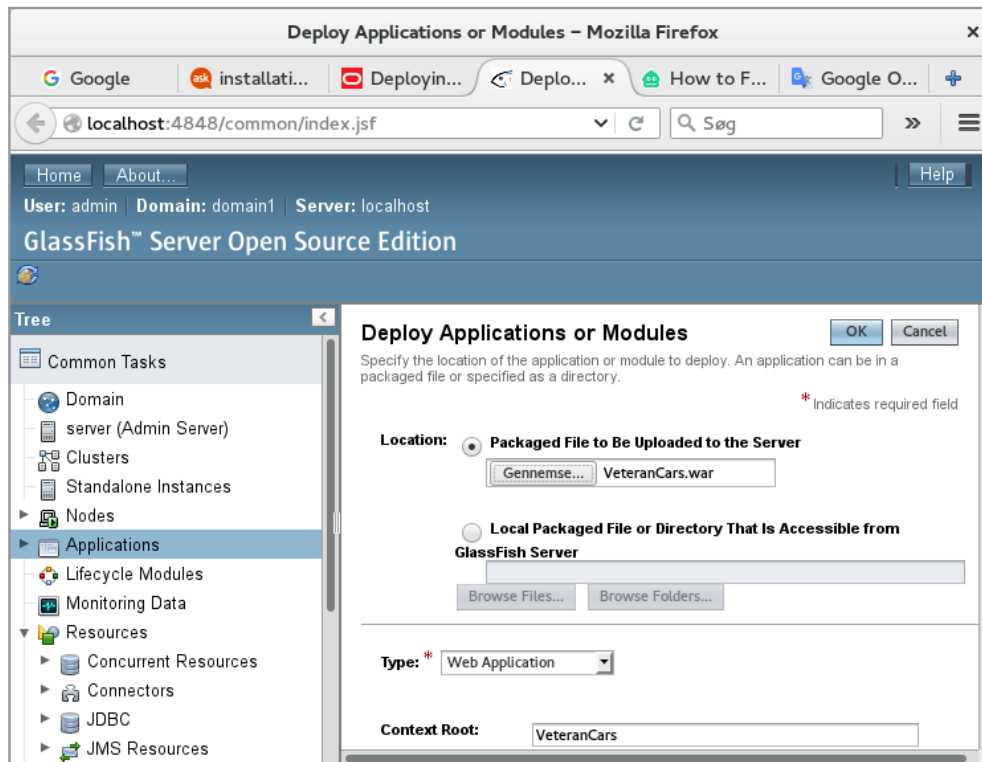 Deploy Applications or Modules – Mozilla Firefox
Google
ask installati...
Deployin...
Deplo...
How to F...
Google O...
localhost:4848/common/index.jsf
Søg
Home About... Help
User: admin Domain: domain1 Server: localhost
GlassFish™ Server Open Source Edition
Tree
Common Tasks
Domain
server (Admin Server)
Clusters
Standalone Instances
Nodes
Applications
Lifecycle Modules
Monitoring Data
Resources
Concurrent Resources
Connectors
JDBC
JMS Resources
Deploy Applications or Modules OK Cancel
Specify the location of the application or module to deploy. An application can be in a
packaged file or specified as a directory.
* Indicates required field
Location: Packaged File to Be Uploaded to the Server
Gennemse... VeteranCars.war
Local Packaged File or Directory That Is Accessible from
GlassFish Server
Browse Files... Browse Folders...
Type: * Web Application
Context Root: VeteranCars